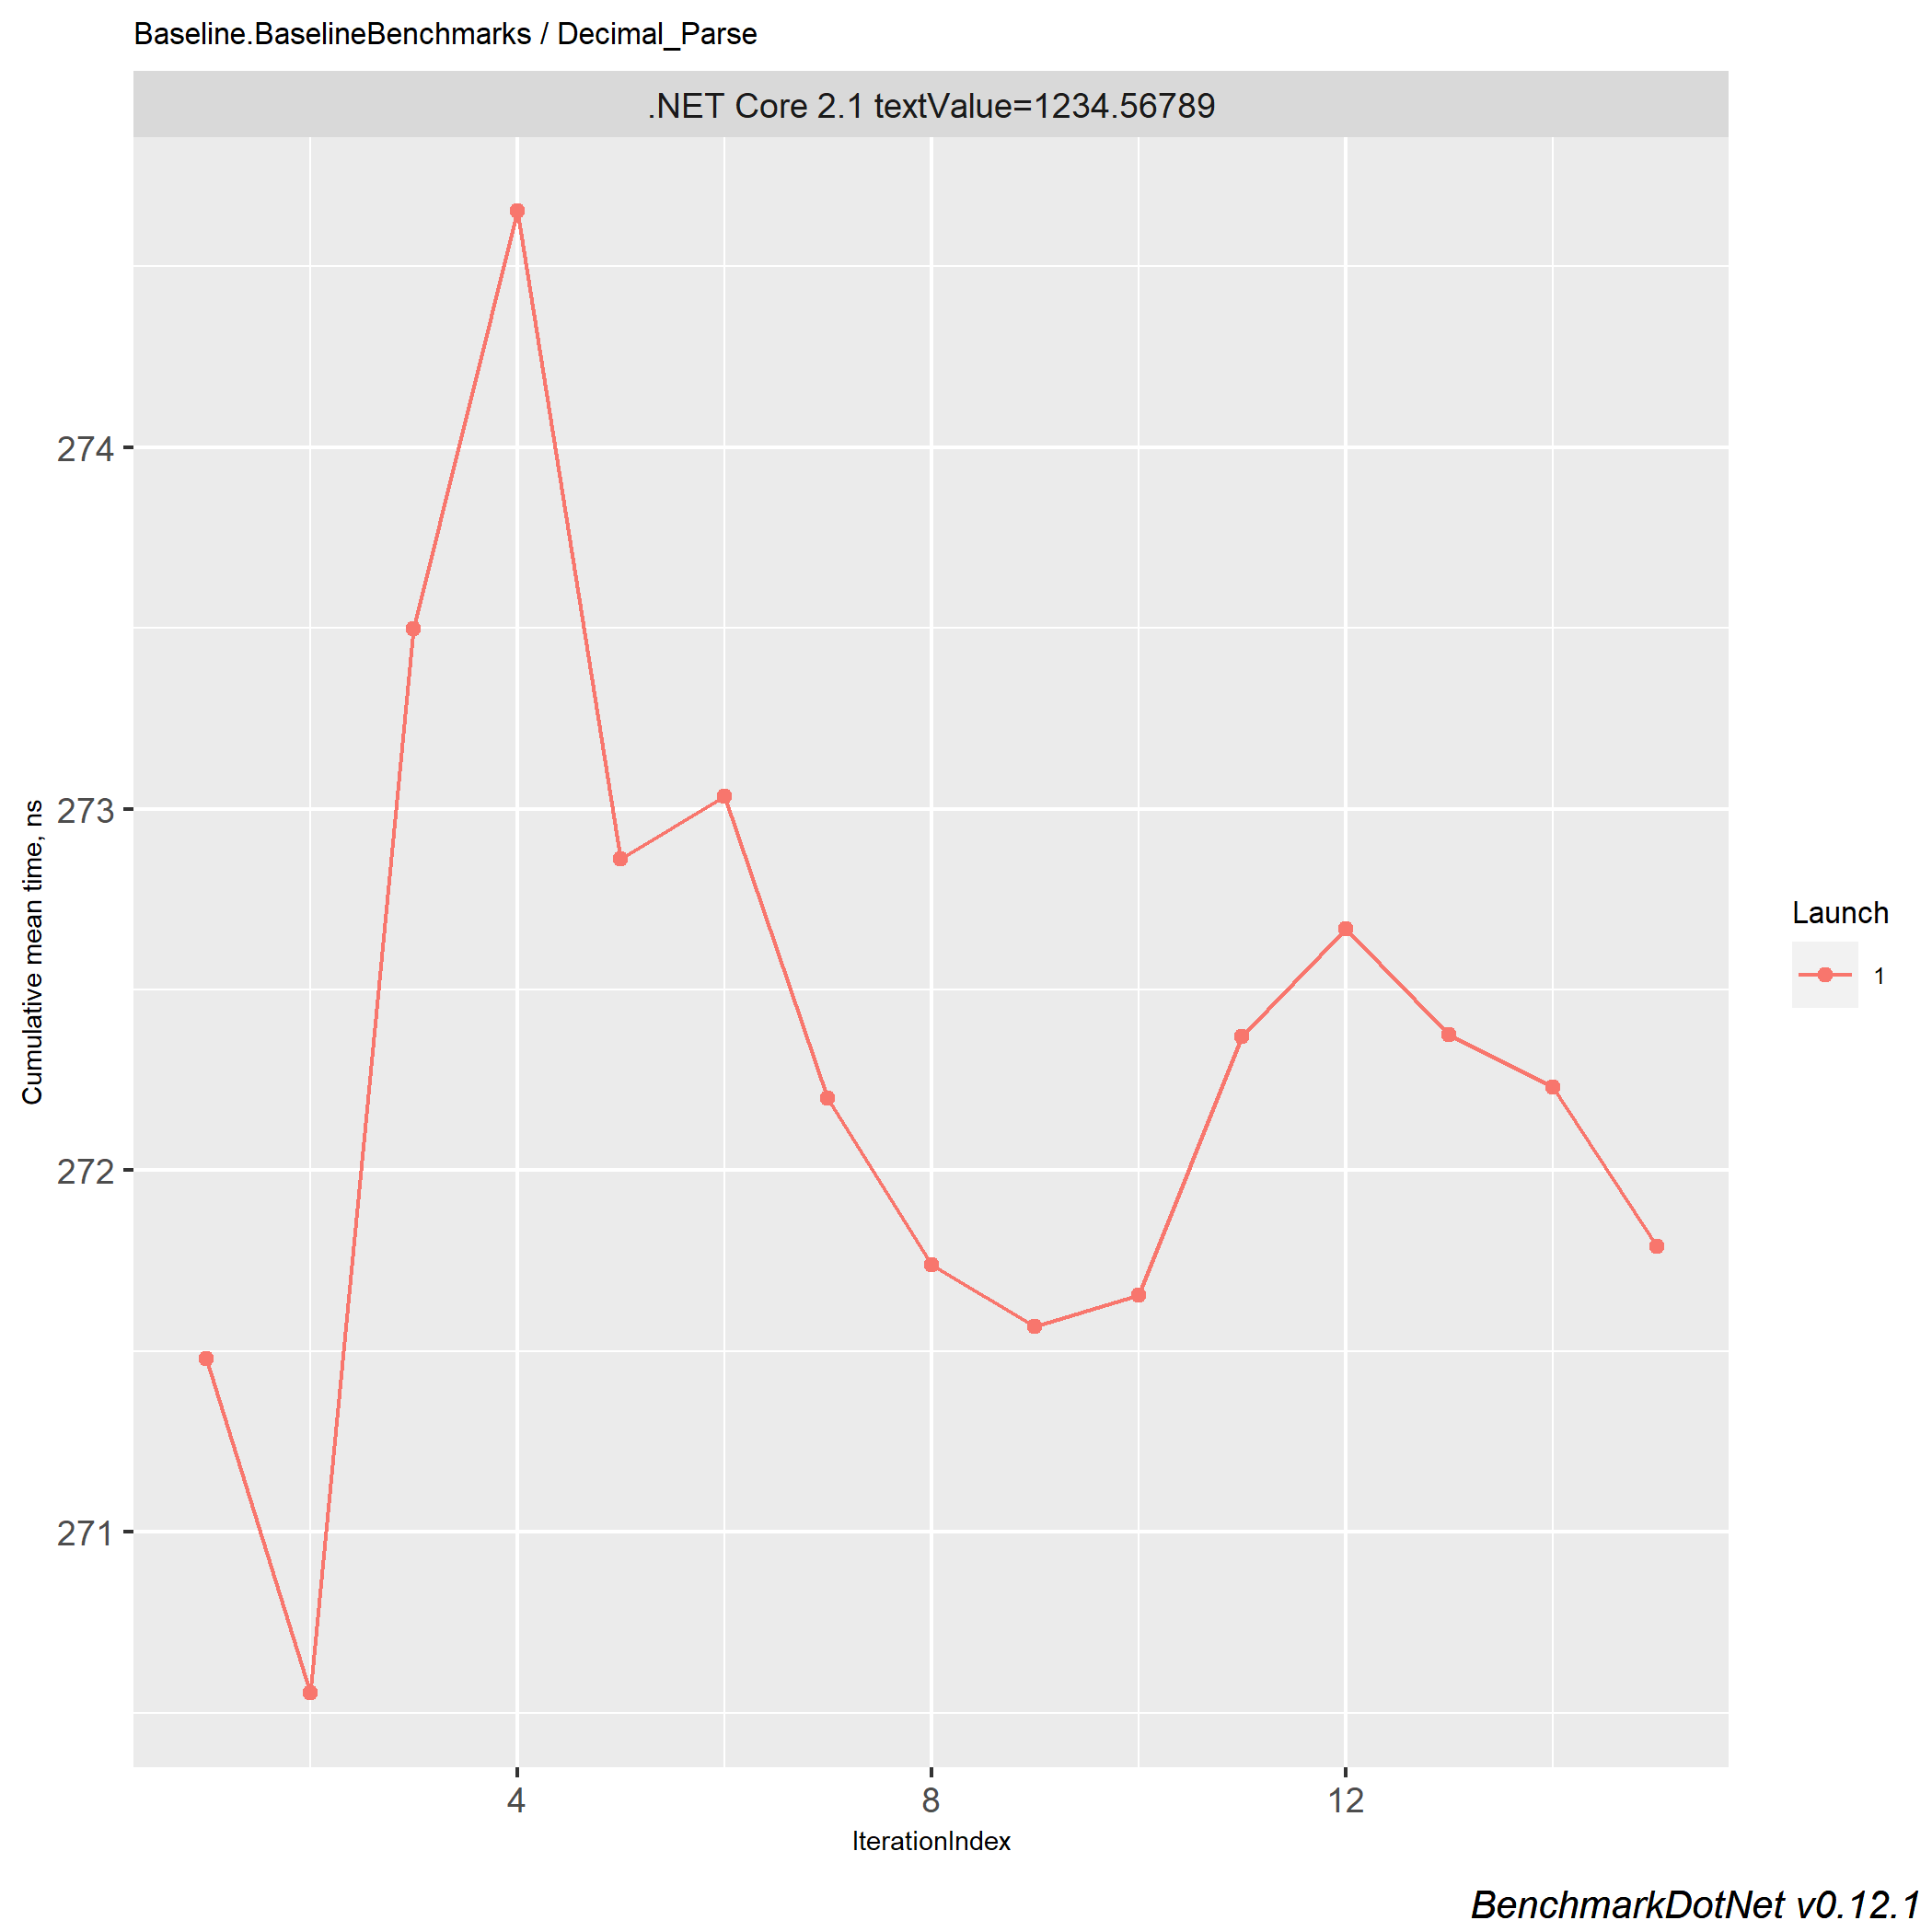 Baseline.BaselineBenchmarks / Decimal_Parse
.NET Core 2.1 textValue=1234.56789
274
273
272
271
Cumulative mean time, ns
4
8
12
IterationIndex
Launch
1
BenchmarkDotNet v0.12.1